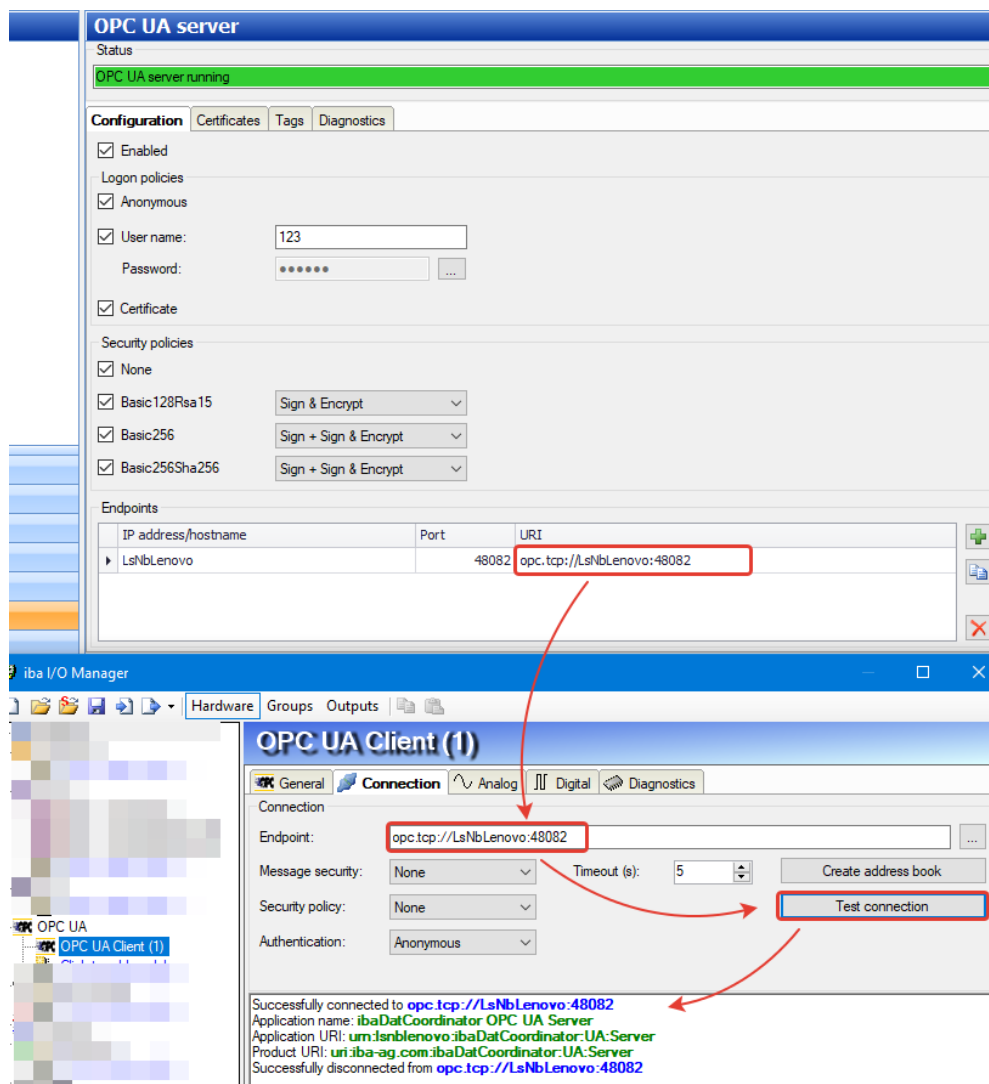 OPC UA server
Status
OPC UA server running
Configuration Certificates Tags Diagnostics
Enabled
Logon policies
Anonymous
User name: 123
Password: ●●●●●● ...
Certificate
Security policies
None
Basic128Rsa15 Sign & Encrypt
Basic256 Sign + Sign & Encrypt
Basic256Sha256 Sign + Sign & Encrypt
Endpoints
IP address/hostname Port URI
LsNbLenovo 48082 opc.tcp://LsNbLenovo:48082
iba I/O Manager
Hardware Groups Outputs
OPC UA Client (1)
General Connection Analog Digital Diagnostics
Connection
Endpoint: opc.tcp://LsNbLenovo:48082 ...
Message security: None Timeout (s): 5 Create address book
Security policy: None Test connection
Authentication: Anonymous
OPC UA
OPC UA Client (1)
Successfully connected to opc.tcp://LsNbLenovo:48082
Application name: ibaDatCoordinator OPC UA Server
Application URI: urn:lsnblenovo:ibaDatCoordinator:UA:Server
Product URI: uri:iba-ag.com:ibaDatCoordinator:UA:Server
Successfully disconnected from opc.tcp://LsNbLenovo:48082